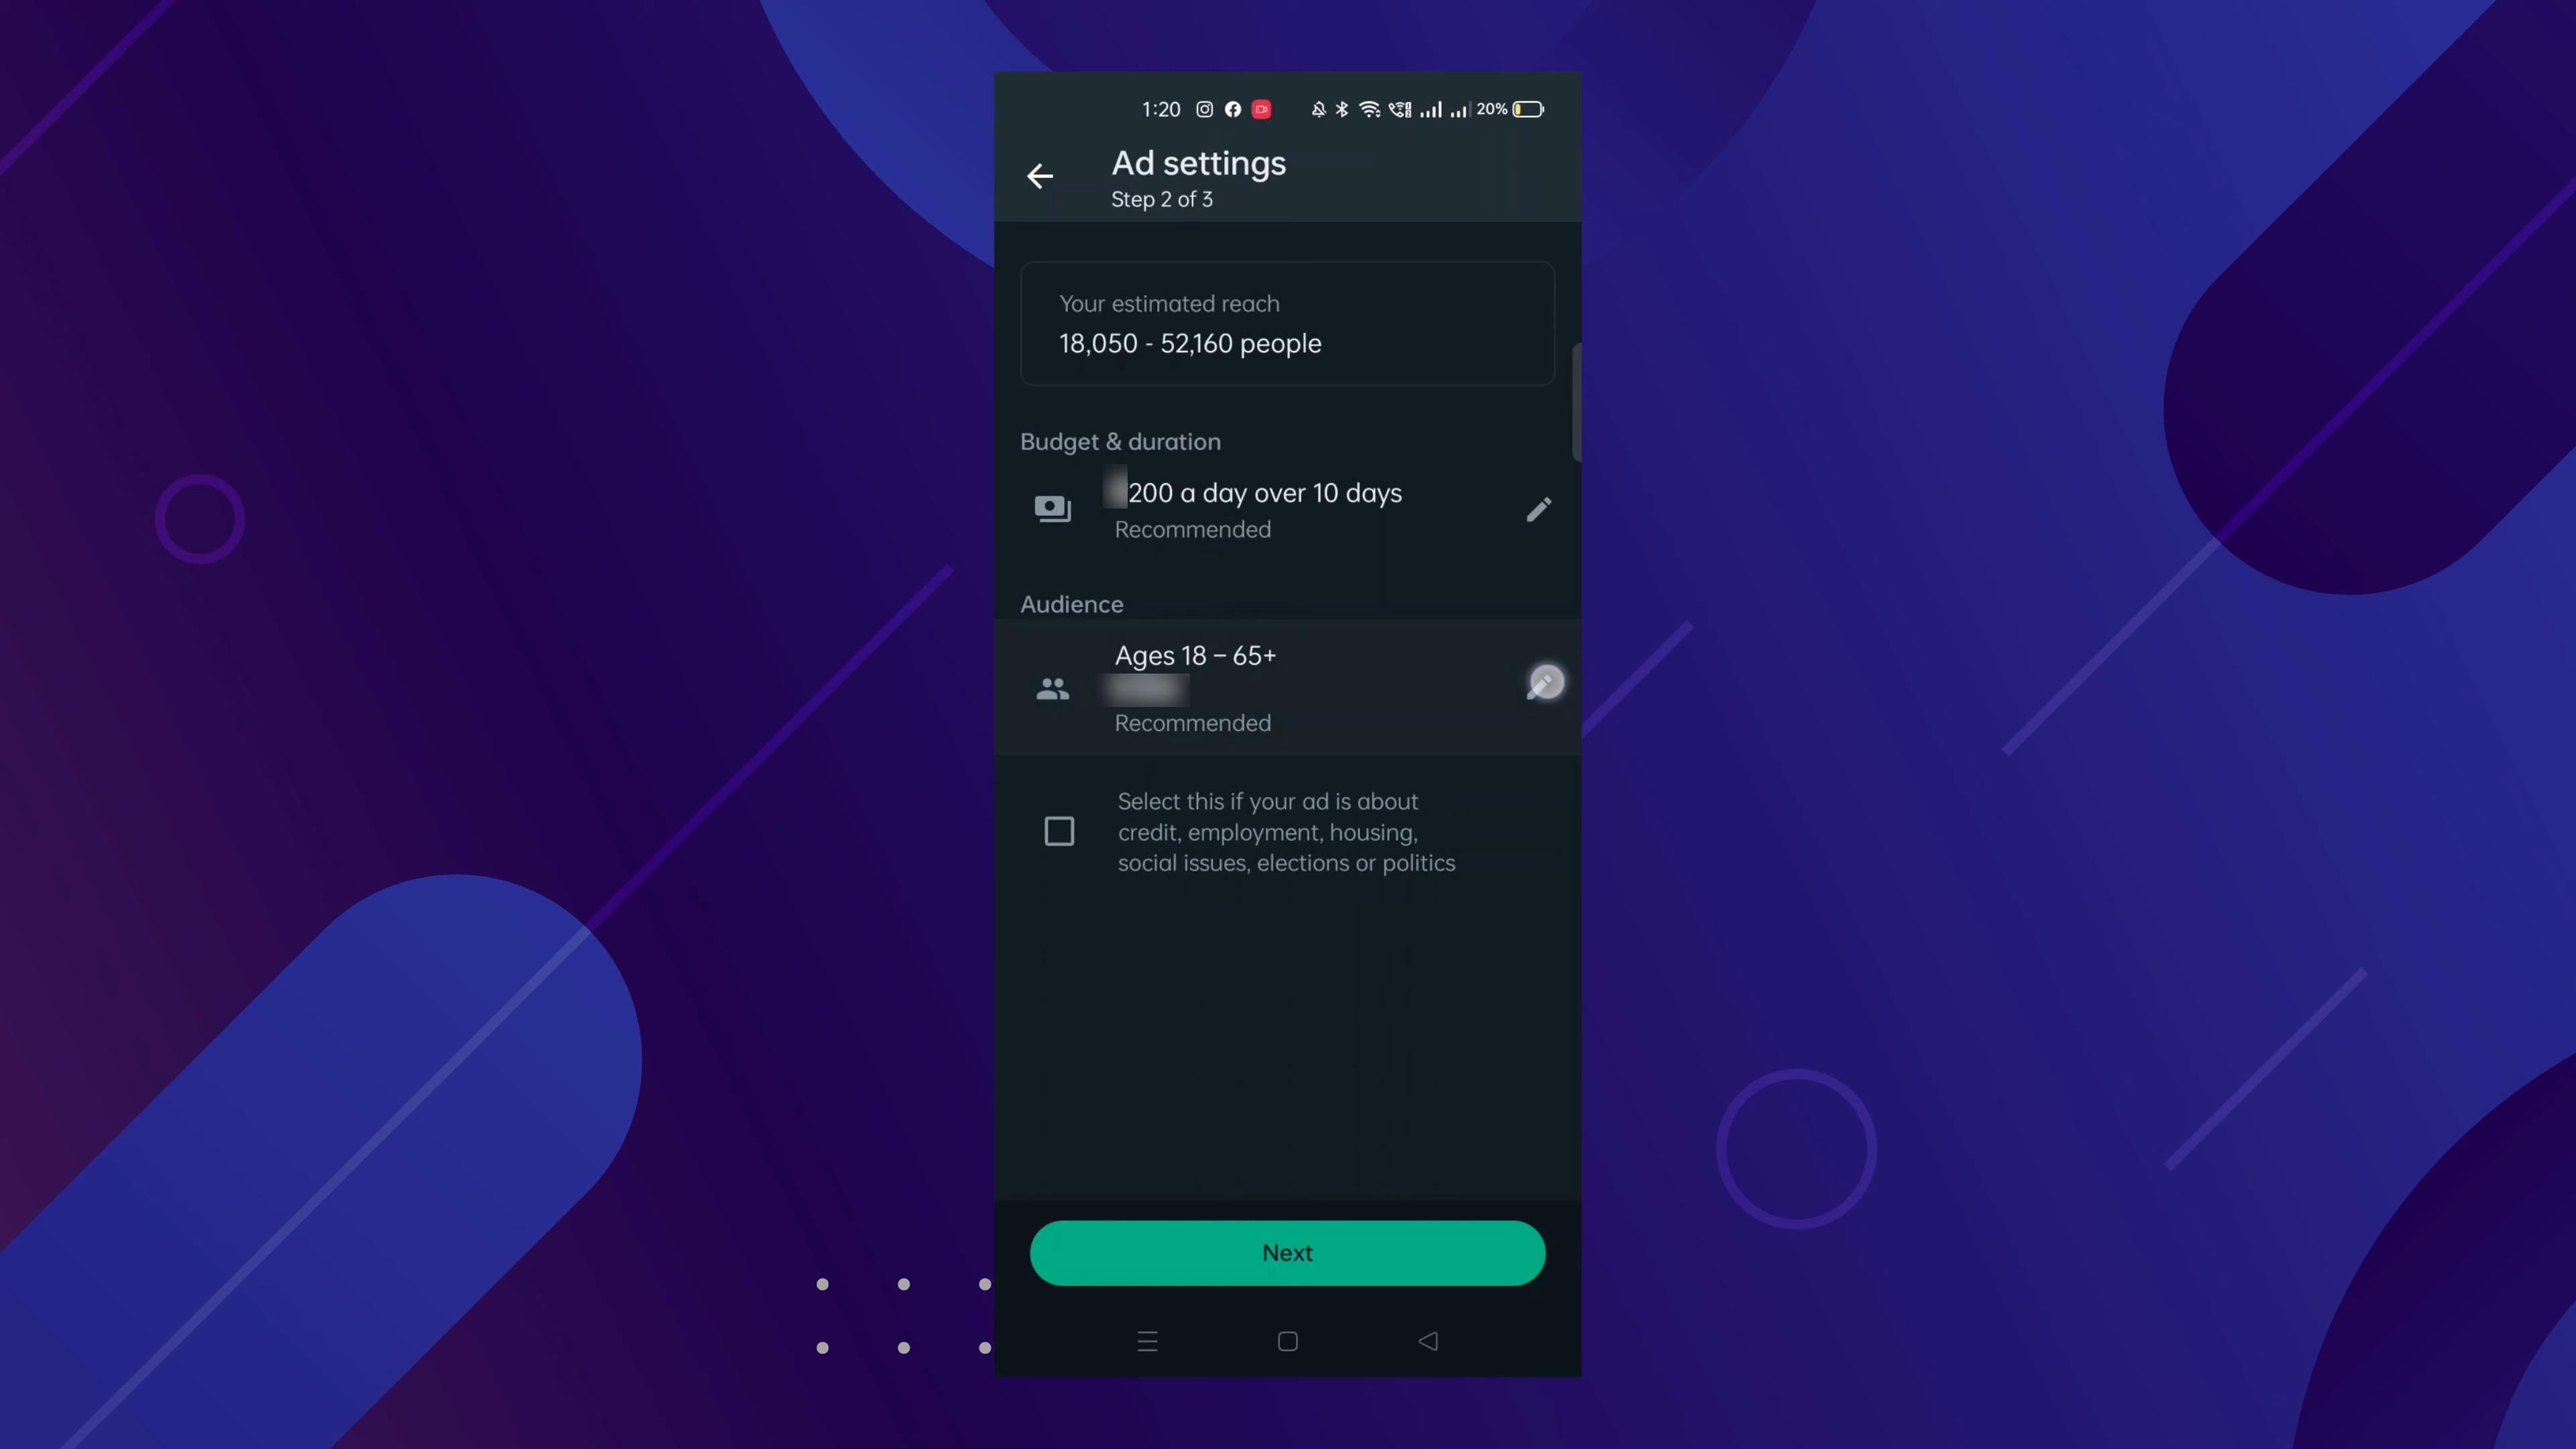 1:20
20%
Ad settings
Step 2 of 3
Your estimated reach
18,050 - 52,160 people
Budget & duration
200 a day over 10 days
Recommended
Audience
Ages 18 – 65+
Recommended
Select this if your ad is about
credit, employment, housing,
social issues, elections or politics
Next